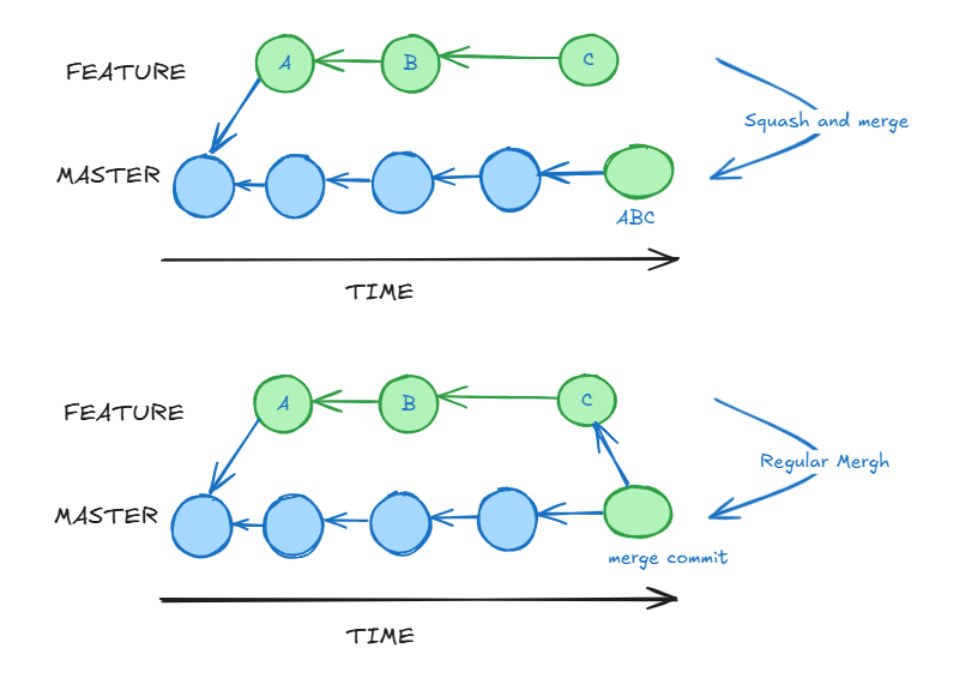 A
B
C
FEATURE
Squash and merge
MASTER
ABC
TIME
A
B
C
FEATURE
Regular Mergh
MASTER
merge commit
TIME